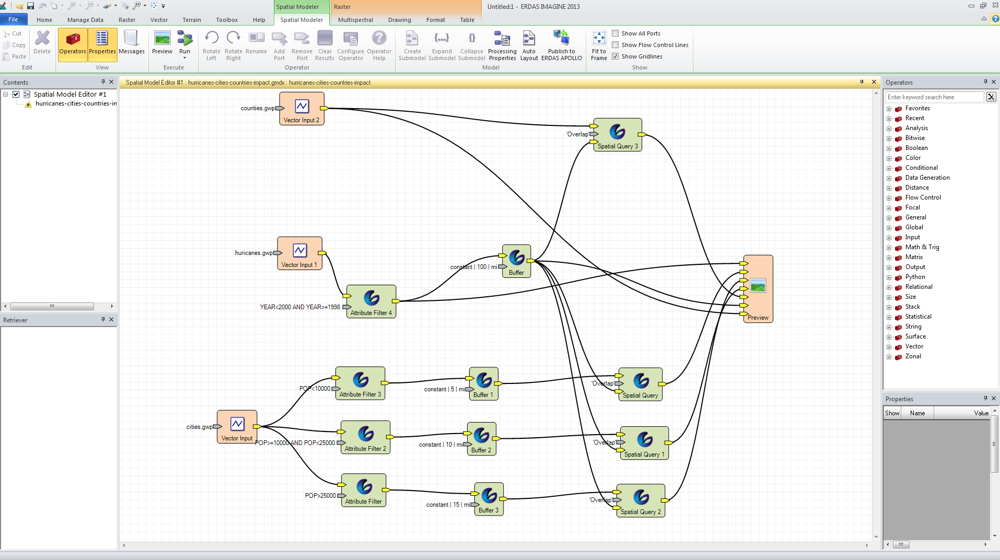 Spatial Modeler
Raster
Untitled:1 - ERDAS IMAGINE 2013
File
Home
Manage Data
Raster
Vector
Terrain
Toolbox
Help
Spatial Modeler
Multispectral
Drawing
Format
Table
Cut
Copy
Paste
Delete
Operators
Properties
Messages
Preview
Run
Rotate Left
Rotate Right
Rename
Add Port
Remove Port
Clear Results
Configure Operator
Operator Help
Create Submodel
Expand Submodel
Collapse Submodel
Processing Properties
Auto Layout
Publish to ERDAS APOLLO
Fit to Frame
Show All Ports
Show Flow Control Lines
Show Gridlines
Edit
View
Execute
Operator
Model
Show
Contents
Spatial Model Editor #1
hurricanes-cities-countries-in
Retriever
Spatial Model Editor #1 : hurricanes-cities-countries-impact.gmdx : hurricanes-cities-countries-impact
counties.gwp
Vector Input 2
'Overlap'
Spatial Query 3
huricanes.gwp
Vector Input 1
constant | 100 | mi
Buffer
YEAR<2000 AND YEAR>=1998
Attribute Filter 4
Preview
POP<10000
Attribute Filter 3
constant | 5 | mi
Buffer 1
'Overlap'
Spatial Query
cities.gwp
Vector Input
POP>=10000 AND POP<25000
Attribute Filter 2
constant | 10 | mi
Buffer 2
'Overlap'
Spatial Query 1
POP>25000
Attribute Filter
constant | 15 | mi
Buffer 3
'Overlap'
Spatial Query 2
Operators
Enter keyword search here
Favorites
Recent
Analysis
Bitwise
Boolean
Color
Conditional
Data Generation
Distance
Flow Control
Focal
General
Global
Input
Math & Trig
Matrix
Output
Python
Relational
Size
Stack
Statistical
String
Surface
Vector
Zonal
Properties
Show
Name
Value